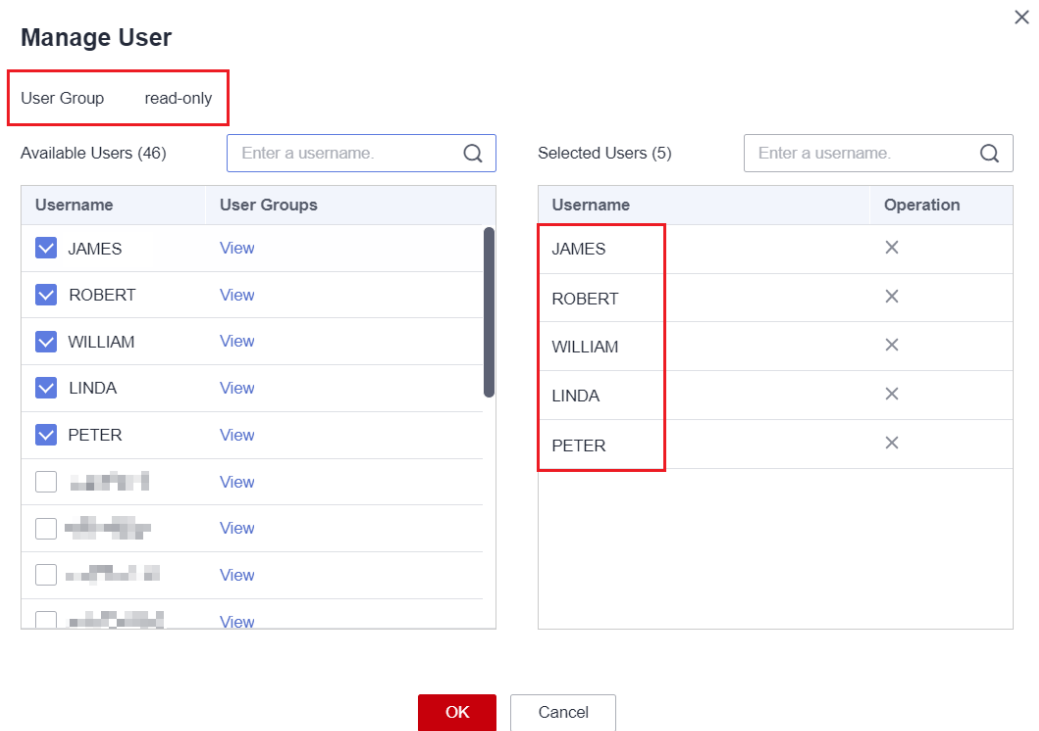 Manage User
User Group read-only
Available Users (46) Enter a username. Selected Users (5) Enter a username.
Username User Groups Username Operation
JAMES View JAMES
ROBERT View ROBERT
WILLIAM View WILLIAM
LINDA View LINDA
PETER View PETER
View
View
View
View
OK Cancel